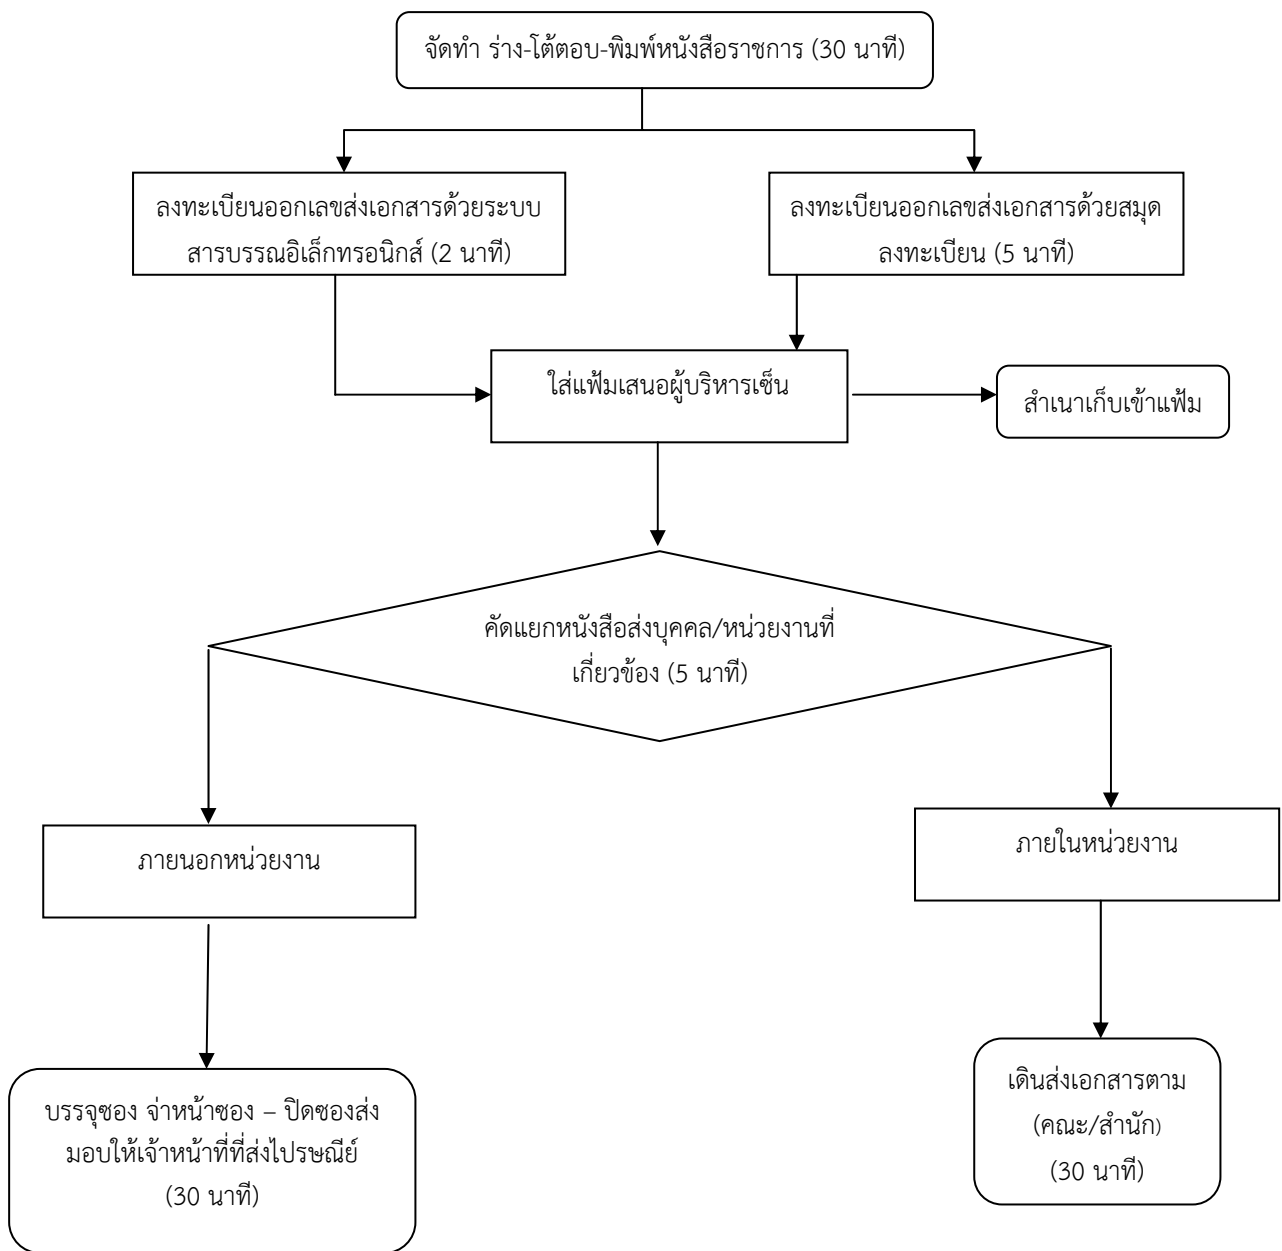 จัดทำ ร่าง-โต้ตอบ-พิมพ์หนังสือราชการ (30 นาที)
ลงทะเบียนออกเลขส่งเอกสารด้วยระบบ
สารบรรณอิเล็กทรอนิกส์ (2 นาที)
ลงทะเบียนออกเลขส่งเอกสารด้วยสมุด
ลงทะเบียน (5 นาที)
ใส่แฟ้มเสนอผู้บริหารเซ็น
สำเนาเก็บเข้าแฟ้ม
คัดแยกหนังสือส่งบุคคล/หน่วยงานที่
เกี่ยวข้อง (5 นาที)
ภายนอกหน่วยงาน
ภายในหน่วยงาน
บรรจุซอง จ่าหน้าซอง – ปิดซองส่ง
มอบให้เจ้าหน้าที่ที่ส่งไปรษณีย์
(30 นาที)
เดินส่งเอกสารตาม
(คณะ/สำนัก)
(30 นาที)